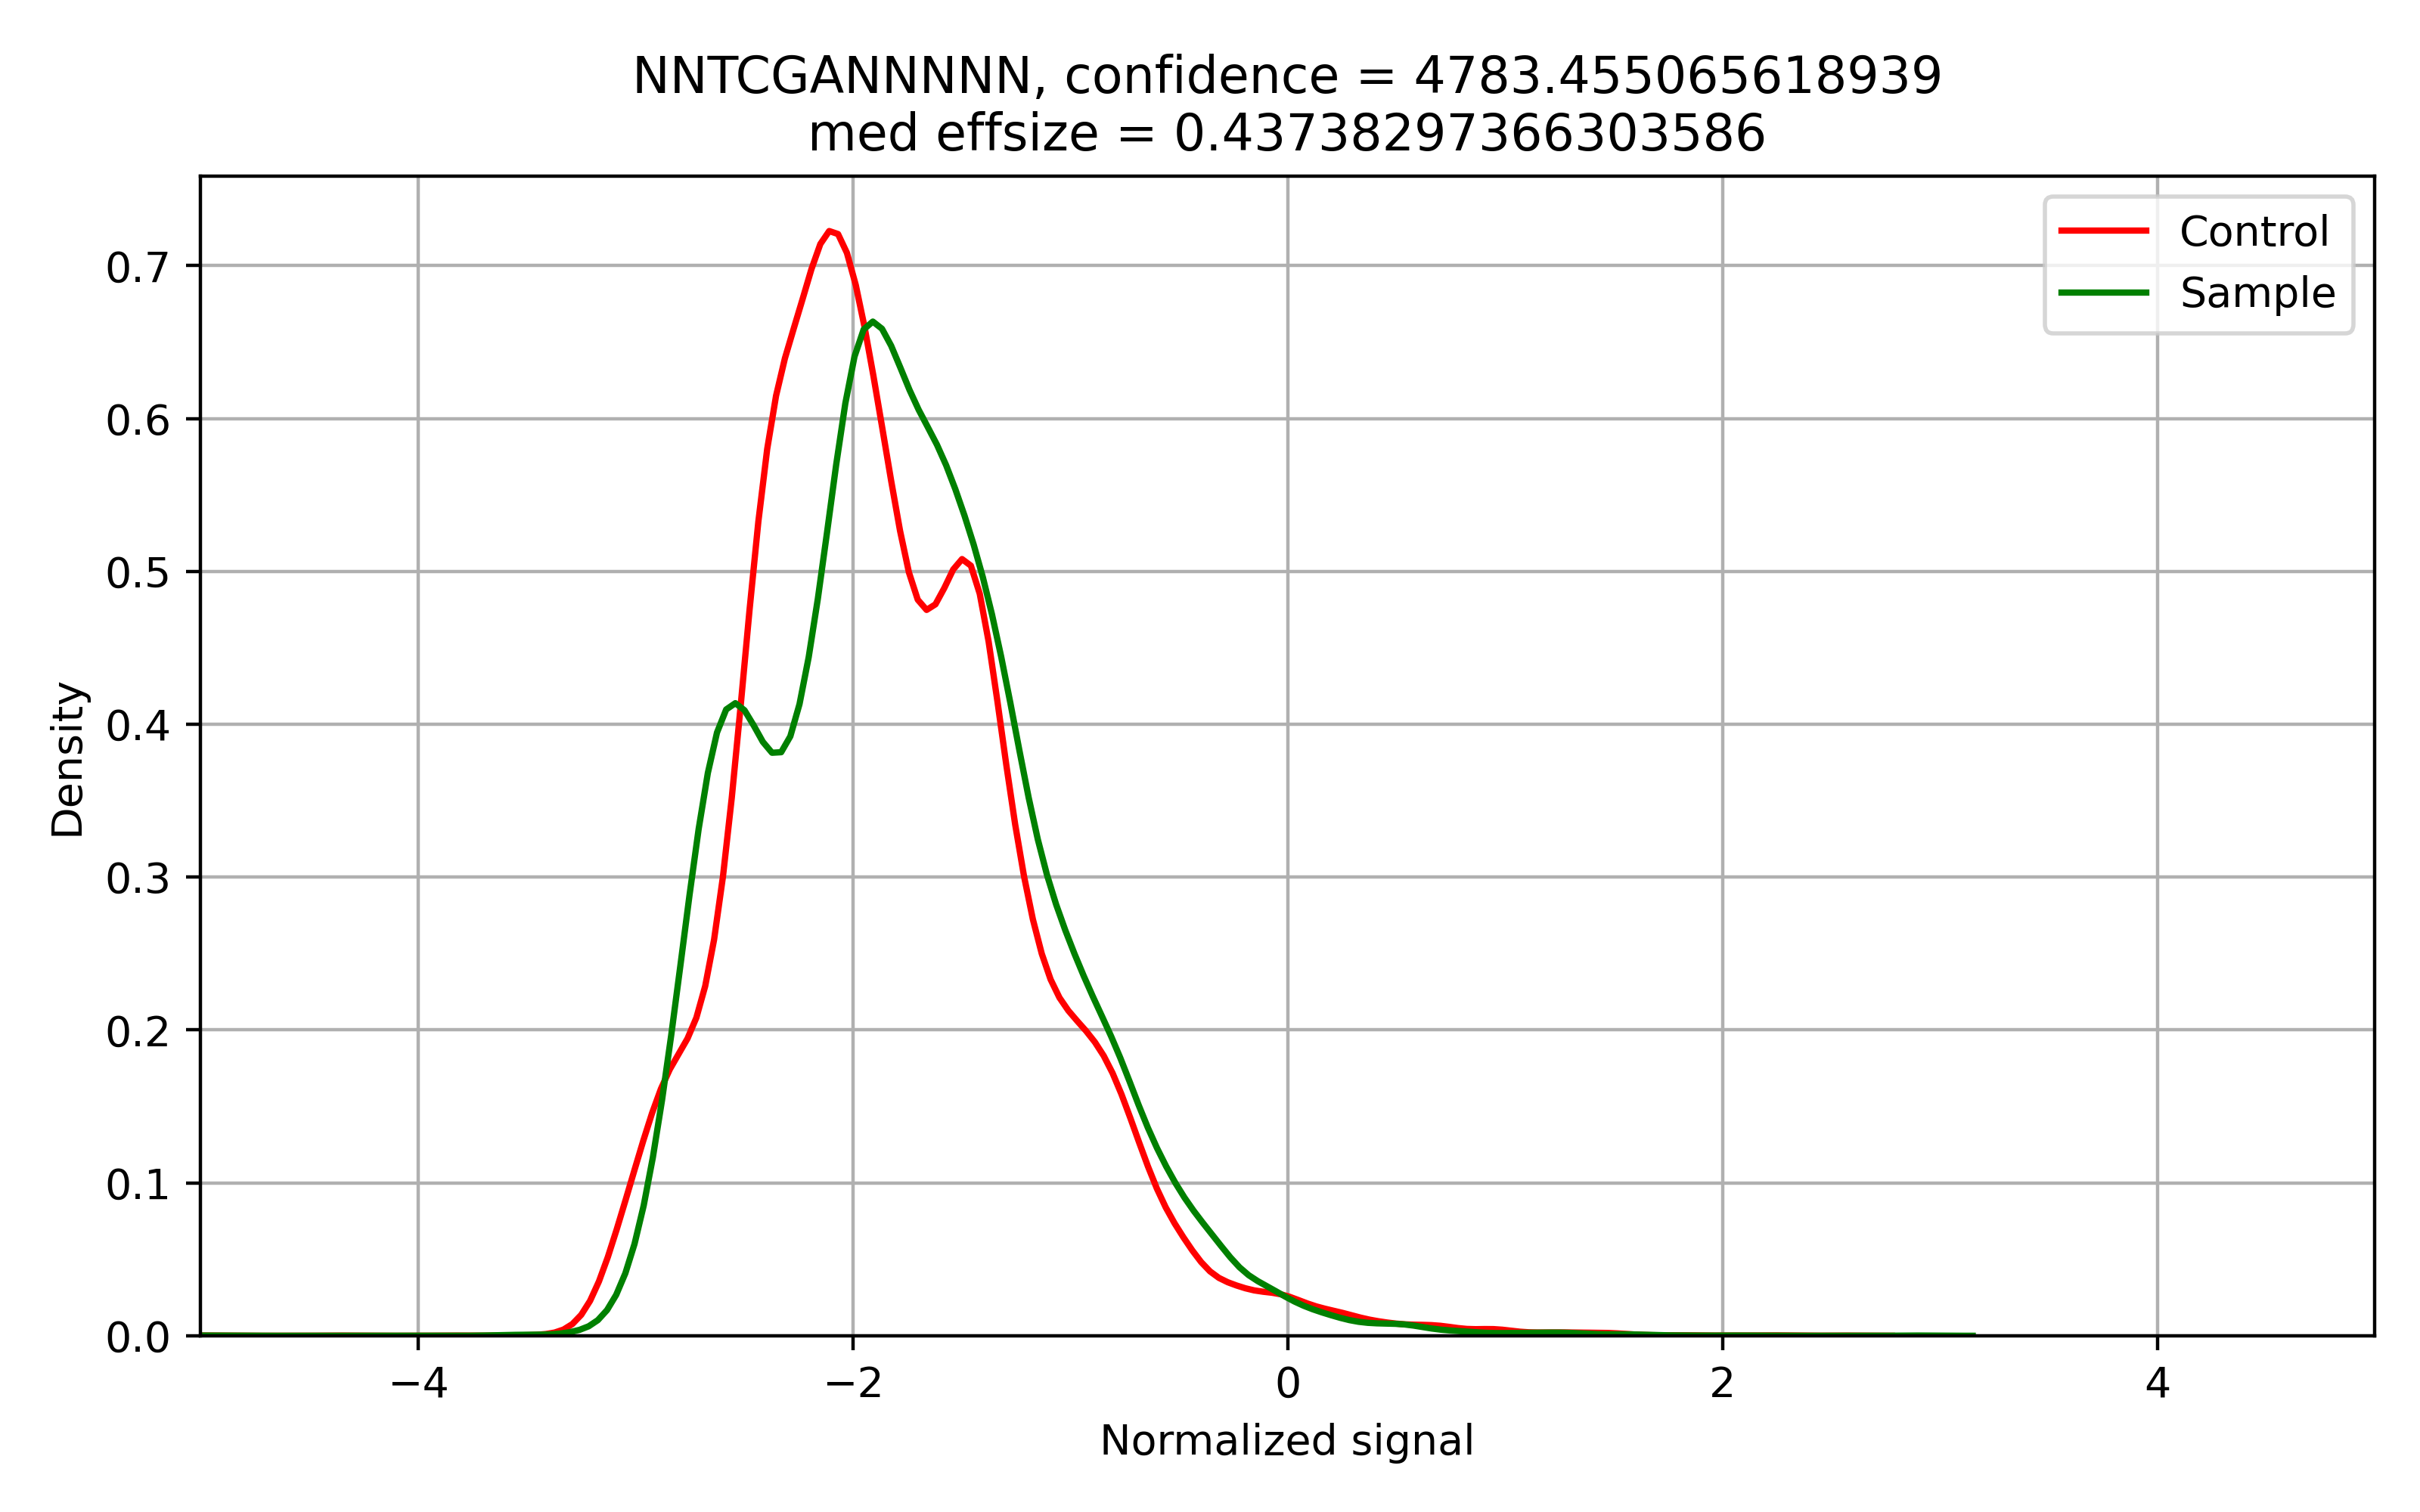 NNTCGANNNNN, confidence = 4783.455065618939
med effsize = 0.43738297366303586
Control
Sample
0.7
0.6
0.5
0.4
0.3
0.2
0.1
0.0
Density
−4
−2
0
2
4
Normalized signal